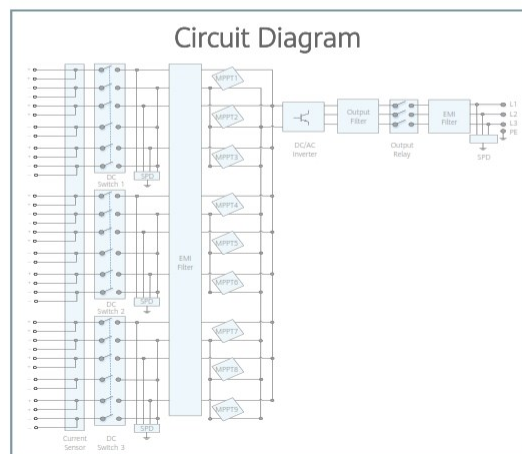 Circuit Diagram
MPPT1
MPPT2
MPPT3
DC
Switch 1
SPD
MPPT4
MPPT5
MPPT6
EMI
Filter
DC
Switch 2
SPD
MPPT7
MPPT8
MPPT9
SPD
Current
Sensor
DC
Switch 3
DC/AC
Inverter
Output
Filter
Output
Relay
EMI
Filter
SPD
L1
L2
L3
PE